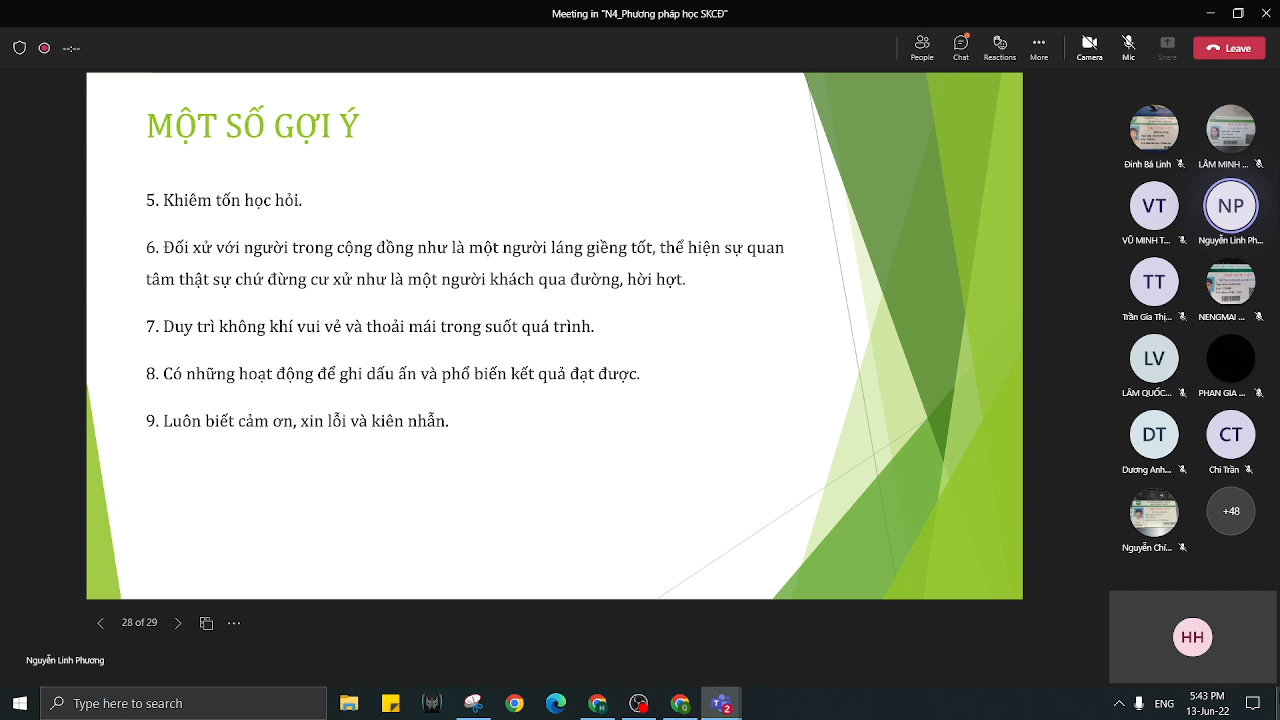 Meeting in "N4_Phương pháp học SKCĐ"
--:--
People
Chat
Reactions
More
Camera
Mic
Share
Leave
MỘT SỐ GỢI Ý
5. Khiêm tốn học hỏi.
6. Đối xử với người trong cộng đồng như là một người láng giềng tốt, thể hiện sự quan
tâm thật sự chứ đừng cư xử như là một người khách qua đường, hời hợt.
7. Duy trì không khí vui vẻ và thoải mái trong suốt quá trình.
8. Có những hoạt động để ghi dấu ấn và phổ biến kết quả đạt được.
9. Luôn biết cảm ơn, xin lỗi và kiên nhẫn.
Đinh Bá Linh
LÂM MINH ...
VT
NP
VŨ MINH T...
Nguyễn Linh Ph...
TT
Trần Gia Thị...
NENGMAI ...
LV
LÂM QUỐC...
PHAN GIA ...
DT
CT
Dương Anh...
Chi Trần
+48
Nguyễn Chí...
HH
28 of 29
Nguyễn Linh Phương
Type here to search
2
ENG
5:43 PM
13-Jun-22